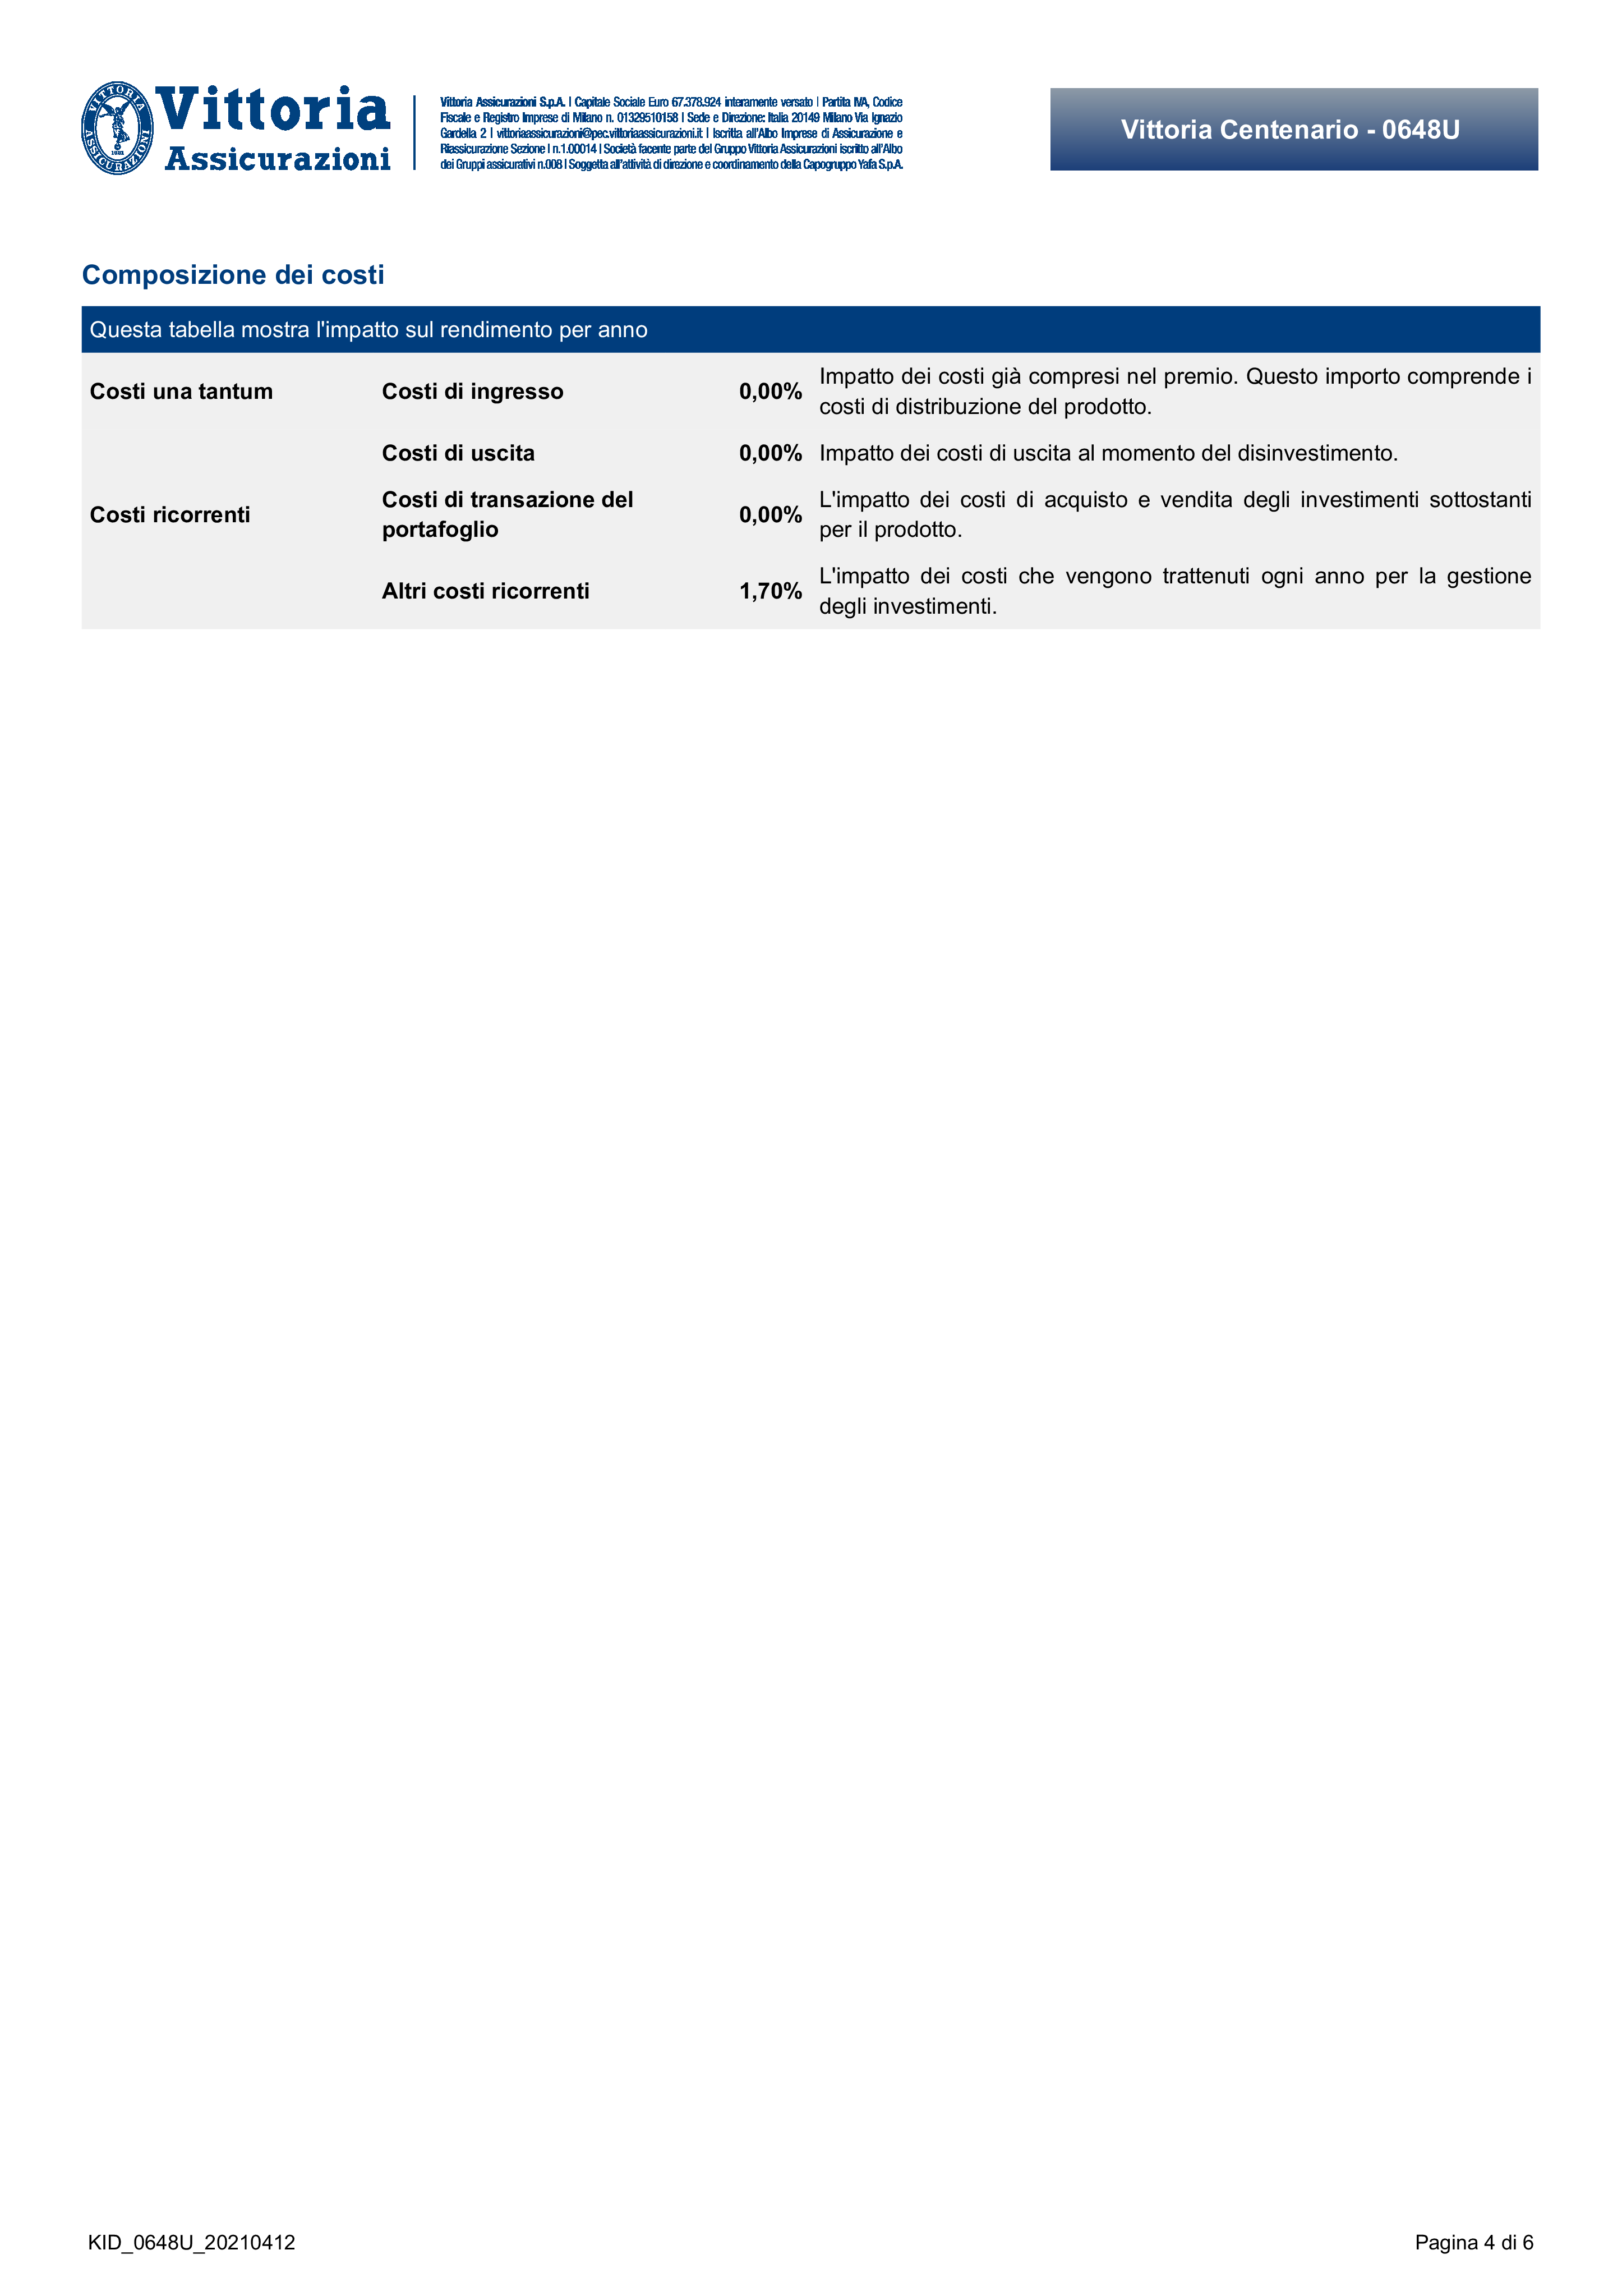 VITTORIA
ASSICURAZIONI
1921
Vittoria
Assicurazioni
Vittoria Assicurazioni S.p.A. | Capitale Sociale Euro 67.378.924 interamente versato | Partita IVA, Codice
Fiscale e Registro Imprese di Milano n. 01329510158 | Sede e Direzione: Italia 20149 Milano Via Ignazio
Gardella 2 | vittoriaassicurazioni@pec.vittoriaassicurazioni.it | Iscritta all'Albo Imprese di Assicurazione e
Riassicurazione Sezione I n.1.00014 | Società facente parte del Gruppo Vittoria Assicurazioni iscritto all'Albo
dei Gruppi assicurativi n.008 | Soggetta all'attività di direzione e coordinamento della Capogruppo Yafa S.p.A.
Vittoria Centenario - 0648U
Composizione dei costi
Questa tabella mostra l'impatto sul rendimento per anno
Costi una tantum
Costi di ingresso
0,00%
Impatto dei costi già compresi nel premio. Questo importo comprende i
costi di distribuzione del prodotto.
Costi di uscita
0,00%
Impatto dei costi di uscita al momento del disinvestimento.
Costi ricorrenti
Costi di transazione del
portafoglio
0,00%
L'impatto dei costi di acquisto e vendita degli investimenti sottostanti
per il prodotto.
Altri costi ricorrenti
1,70%
L'impatto dei costi che vengono trattenuti ogni anno per la gestione
degli investimenti.
KID_0648U_20210412
Pagina 4 di 6